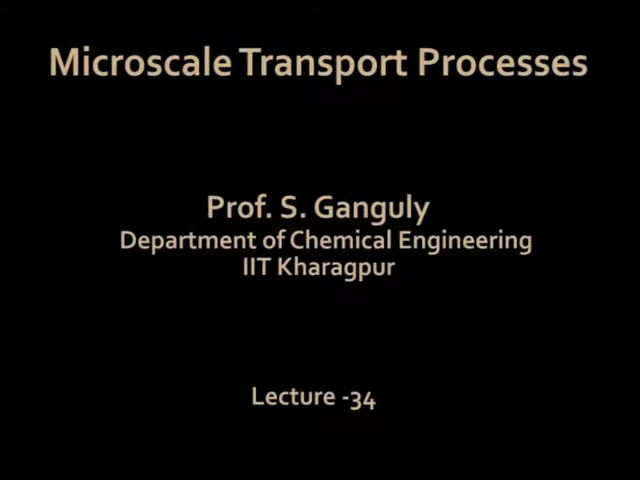 Microscale Transport Processes
Prof. S. Ganguly
Department of Chemical Engineering
IIT Kharagpur
Lecture -34